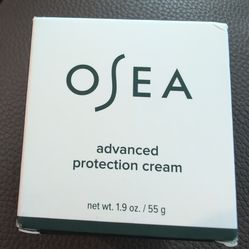 OSEA
advanced
protection cream
net wt. 1.9 oz. / 55 g